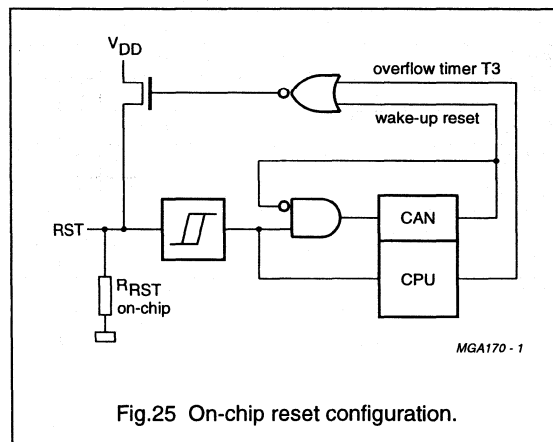 VDD
overflow timer T3
wake-up reset
CAN
RST
CPU
RRST
on-chip
MGA170 - 1
Fig.25 On-chip reset configuration.